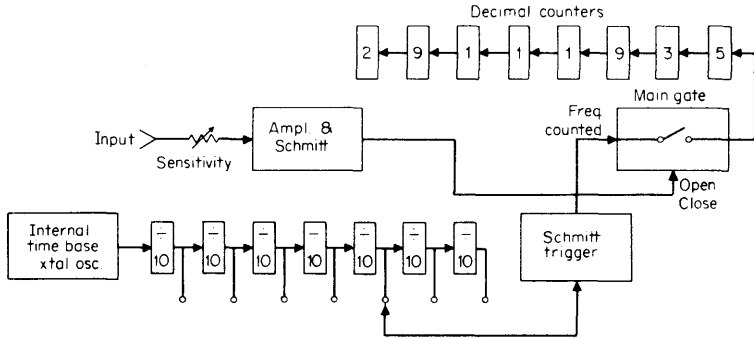 Decimal counters
2 9 1 1 1 9 3 5
Main gate
Freq
counted
Input
Sensitivity
Ampl. &
Schmitt
Open
Close
Internal
time base
xtal osc.
÷ ÷ — — — ÷ —
10 10 10 10 10 10 10
Schmitt
trigger